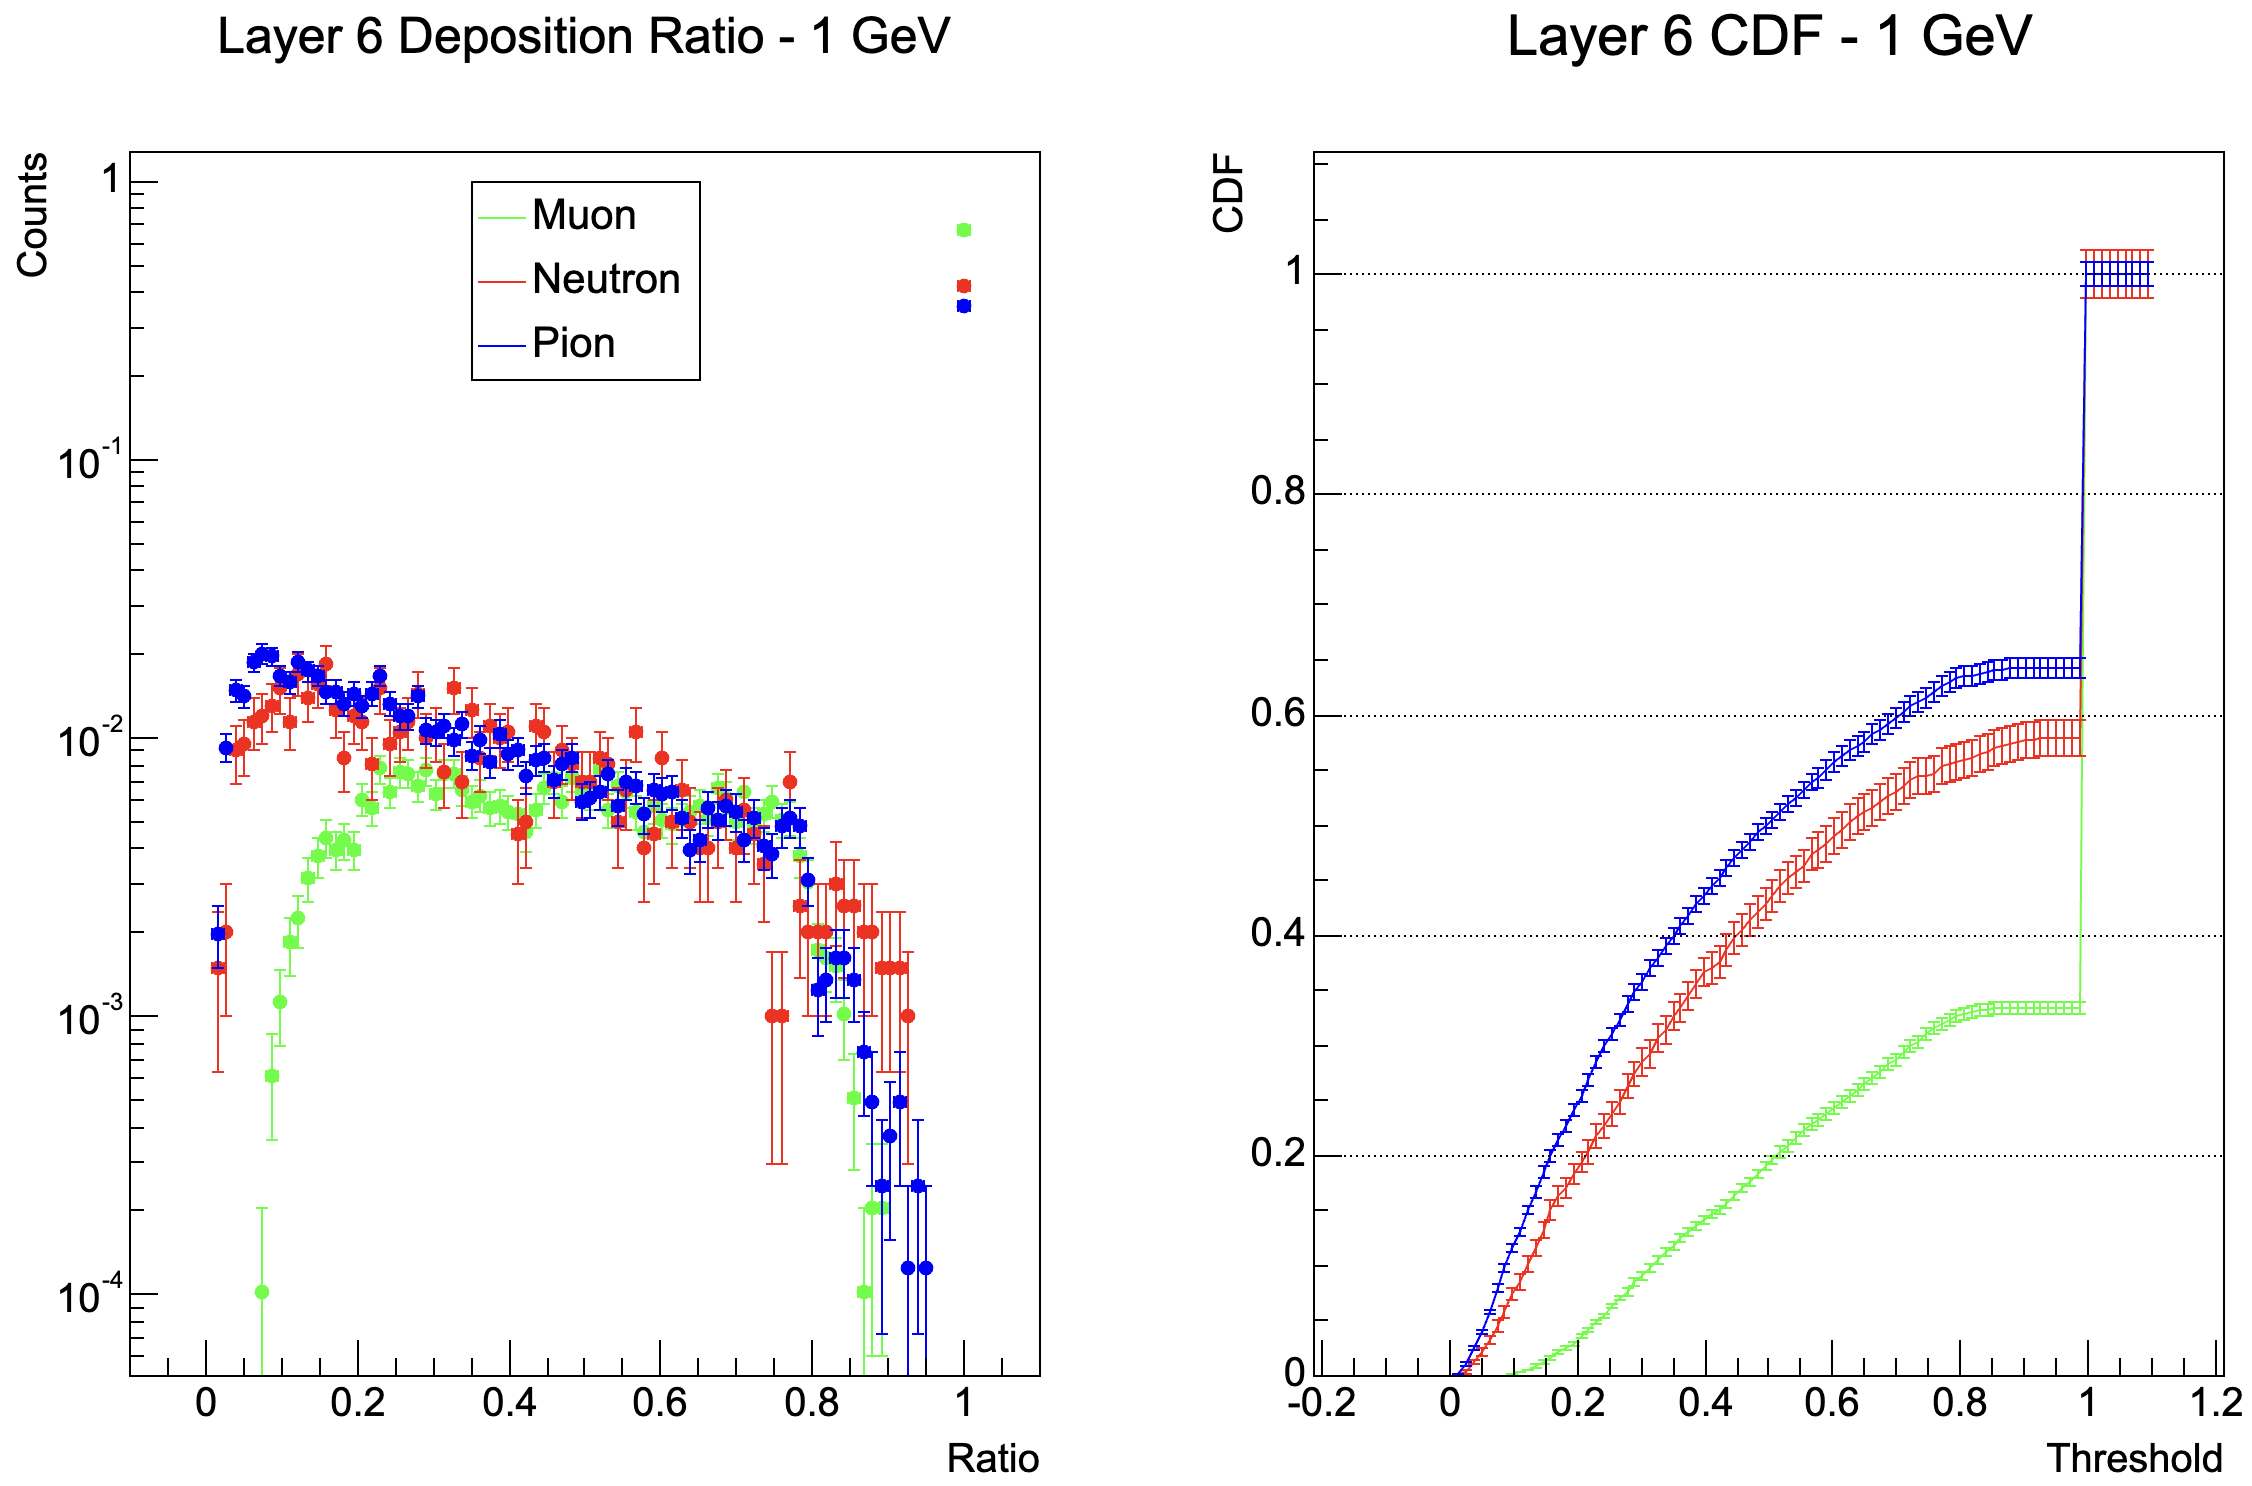 Layer 6 Deposition Ratio - 1 GeV
Counts
1
10^-1
10^-2
10^-3
10^-4
Muon
Neutron
Pion
0 0.2 0.4 0.6 0.8 1
Ratio
Layer 6 CDF - 1 GeV
CDF
1
0.8
0.6
0.4
0.2
0
-0.2 0 0.2 0.4 0.6 0.8 1 1.2
Threshold